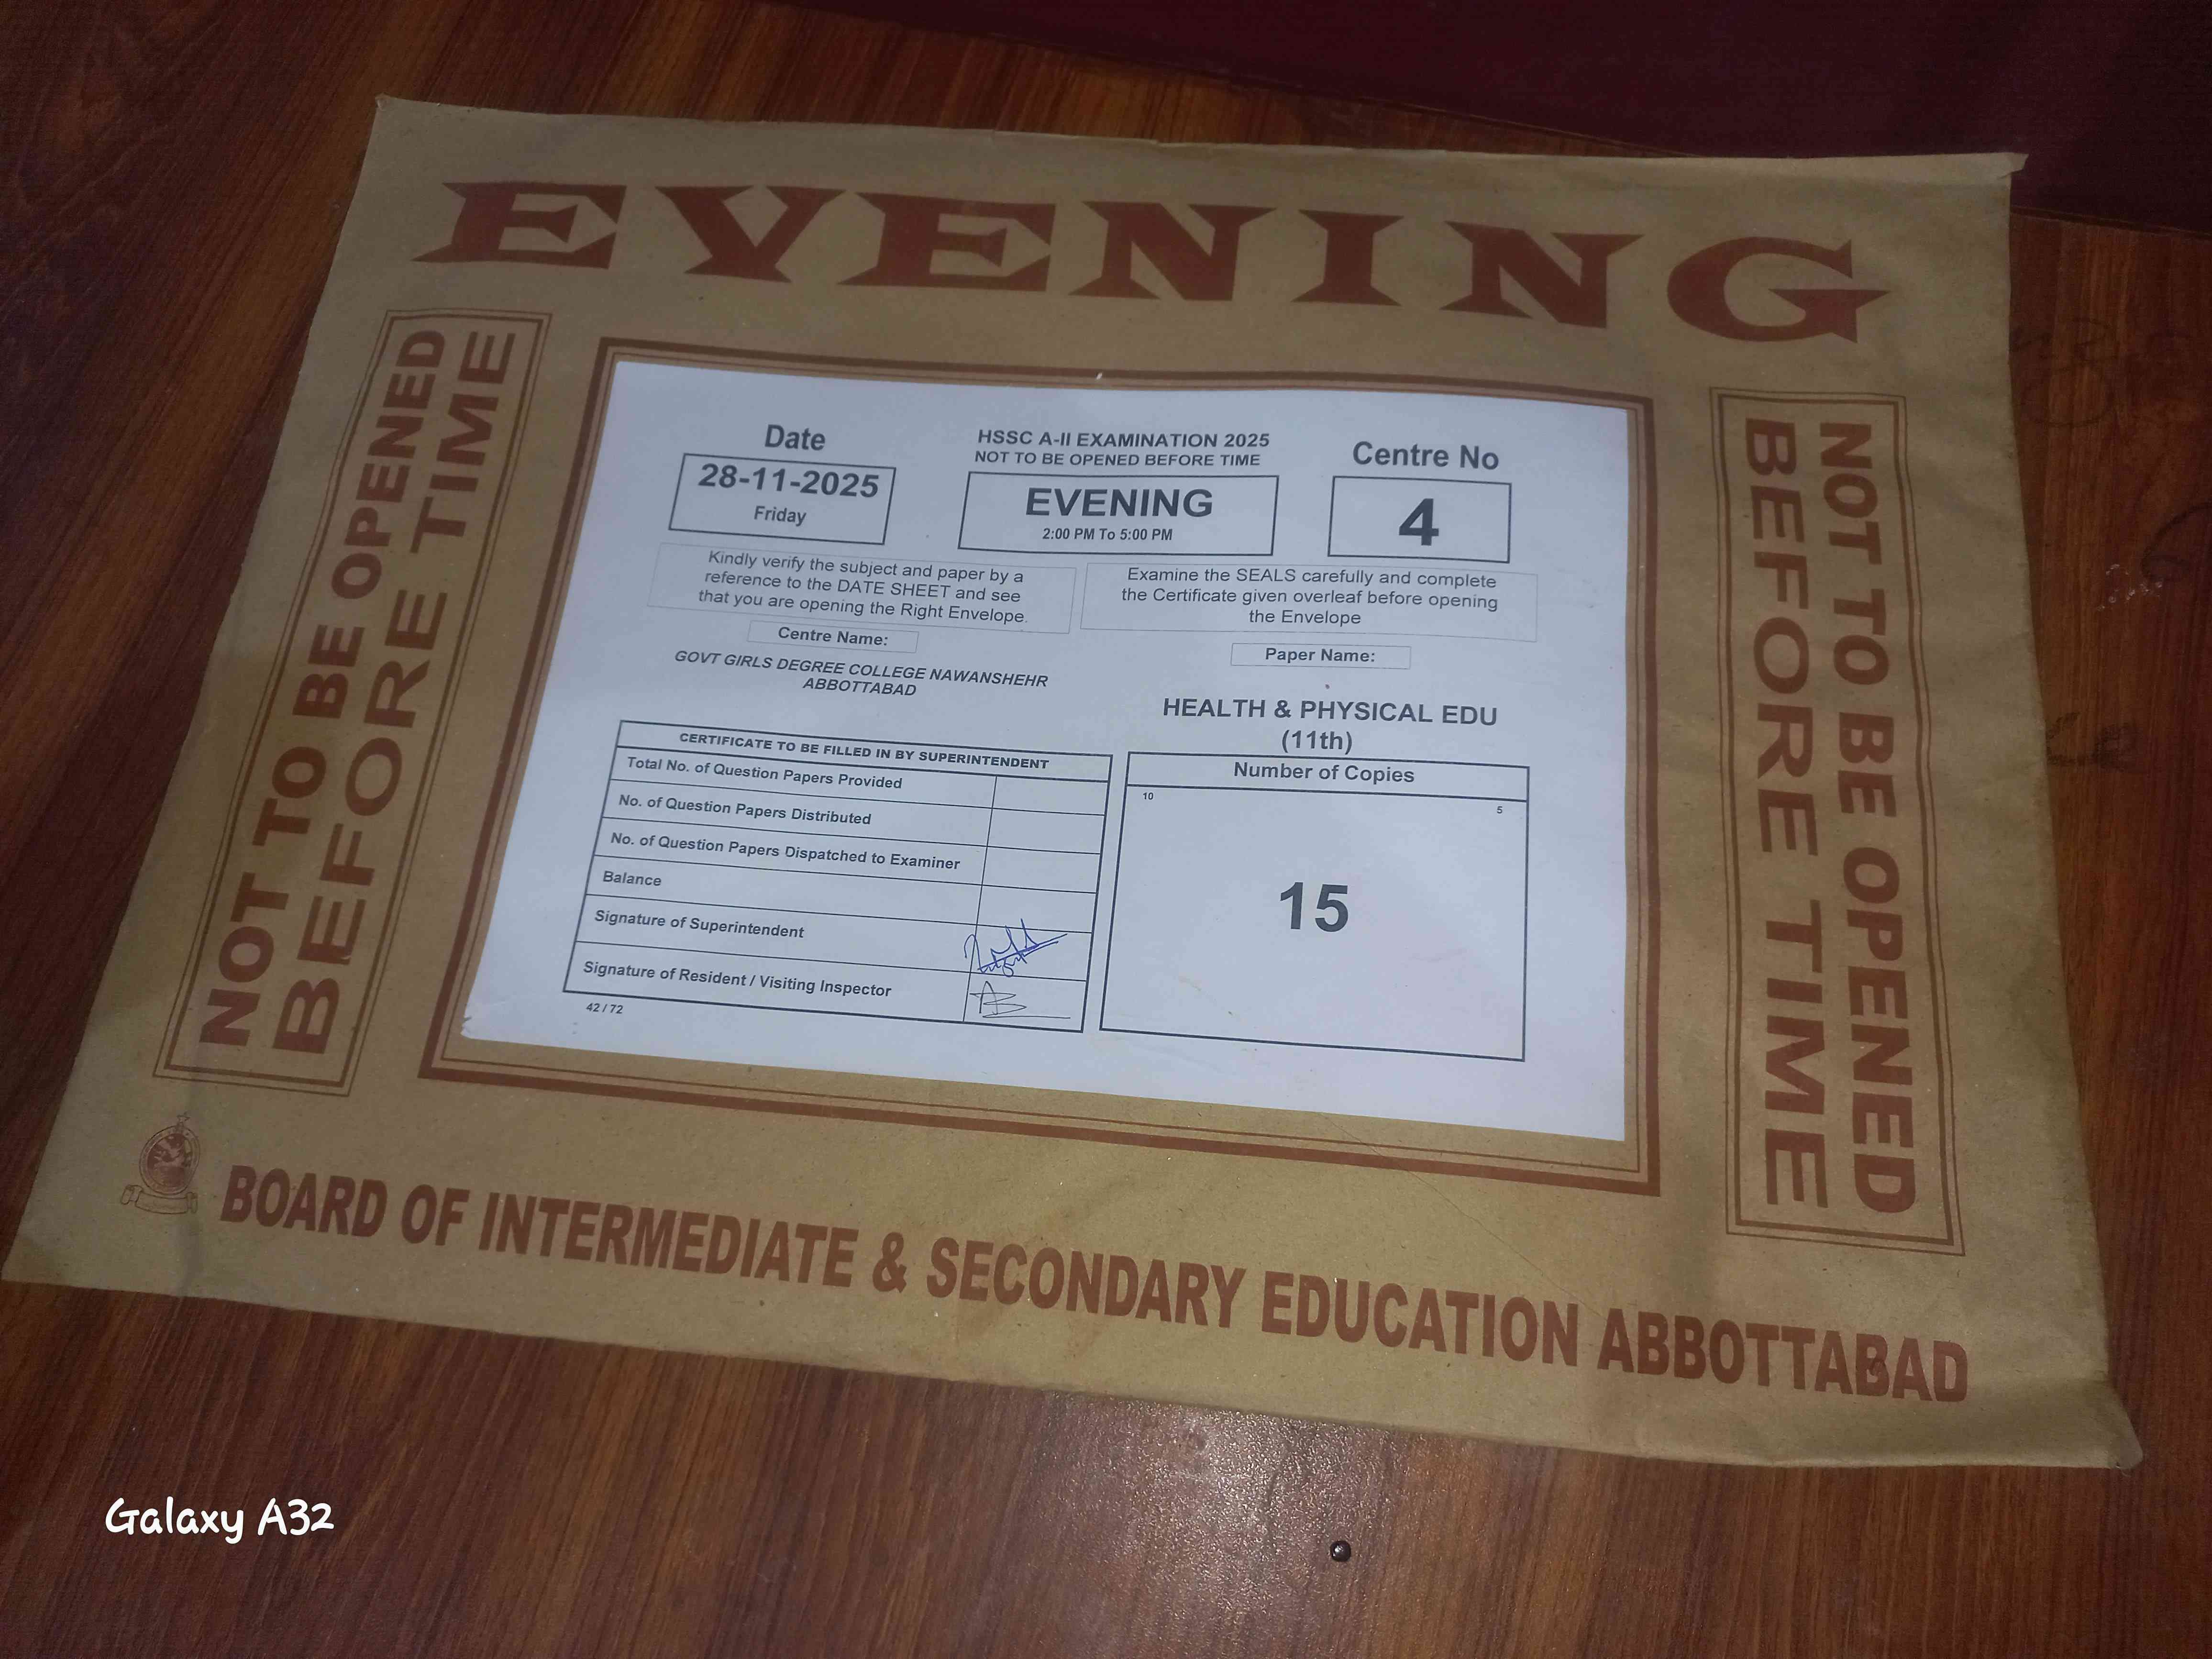 EVENING
NOT TO BE OPENED
BEFORE TIME
Date
28-11-2025
Friday
HSSC A-II EXAMINATION 2025
NOT TO BE OPENED BEFORE TIME
EVENING
2:00 PM To 5:00 PM
Centre No
4
Kindly verify the subject and paper by a
reference to the DATE SHEET and see
that you are opening the Right Envelope.
Examine the SEALS carefully and complete
the Certificate given overleaf before opening
the Envelope
Centre Name:
GOVT GIRLS DEGREE COLLEGE NAWANSHEHR
ABBOTTABAD
Paper Name:
HEALTH & PHYSICAL EDU
(11th)
CERTIFICATE TO BE FILLED IN BY SUPERINTENDENT
Total No. of Question Papers Provided
No. of Question Papers Distributed
No. of Question Papers Dispatched to Examiner
Balance
Signature of Superintendent
Signature of Resident / Visiting Inspector
42 / 72
Number of Copies
10 5
15
NOT TO BE OPENED
BEFORE TIME
BOARD OF INTERMEDIATE & SECONDARY EDUCATION ABBOTTABAD
Galaxy A32